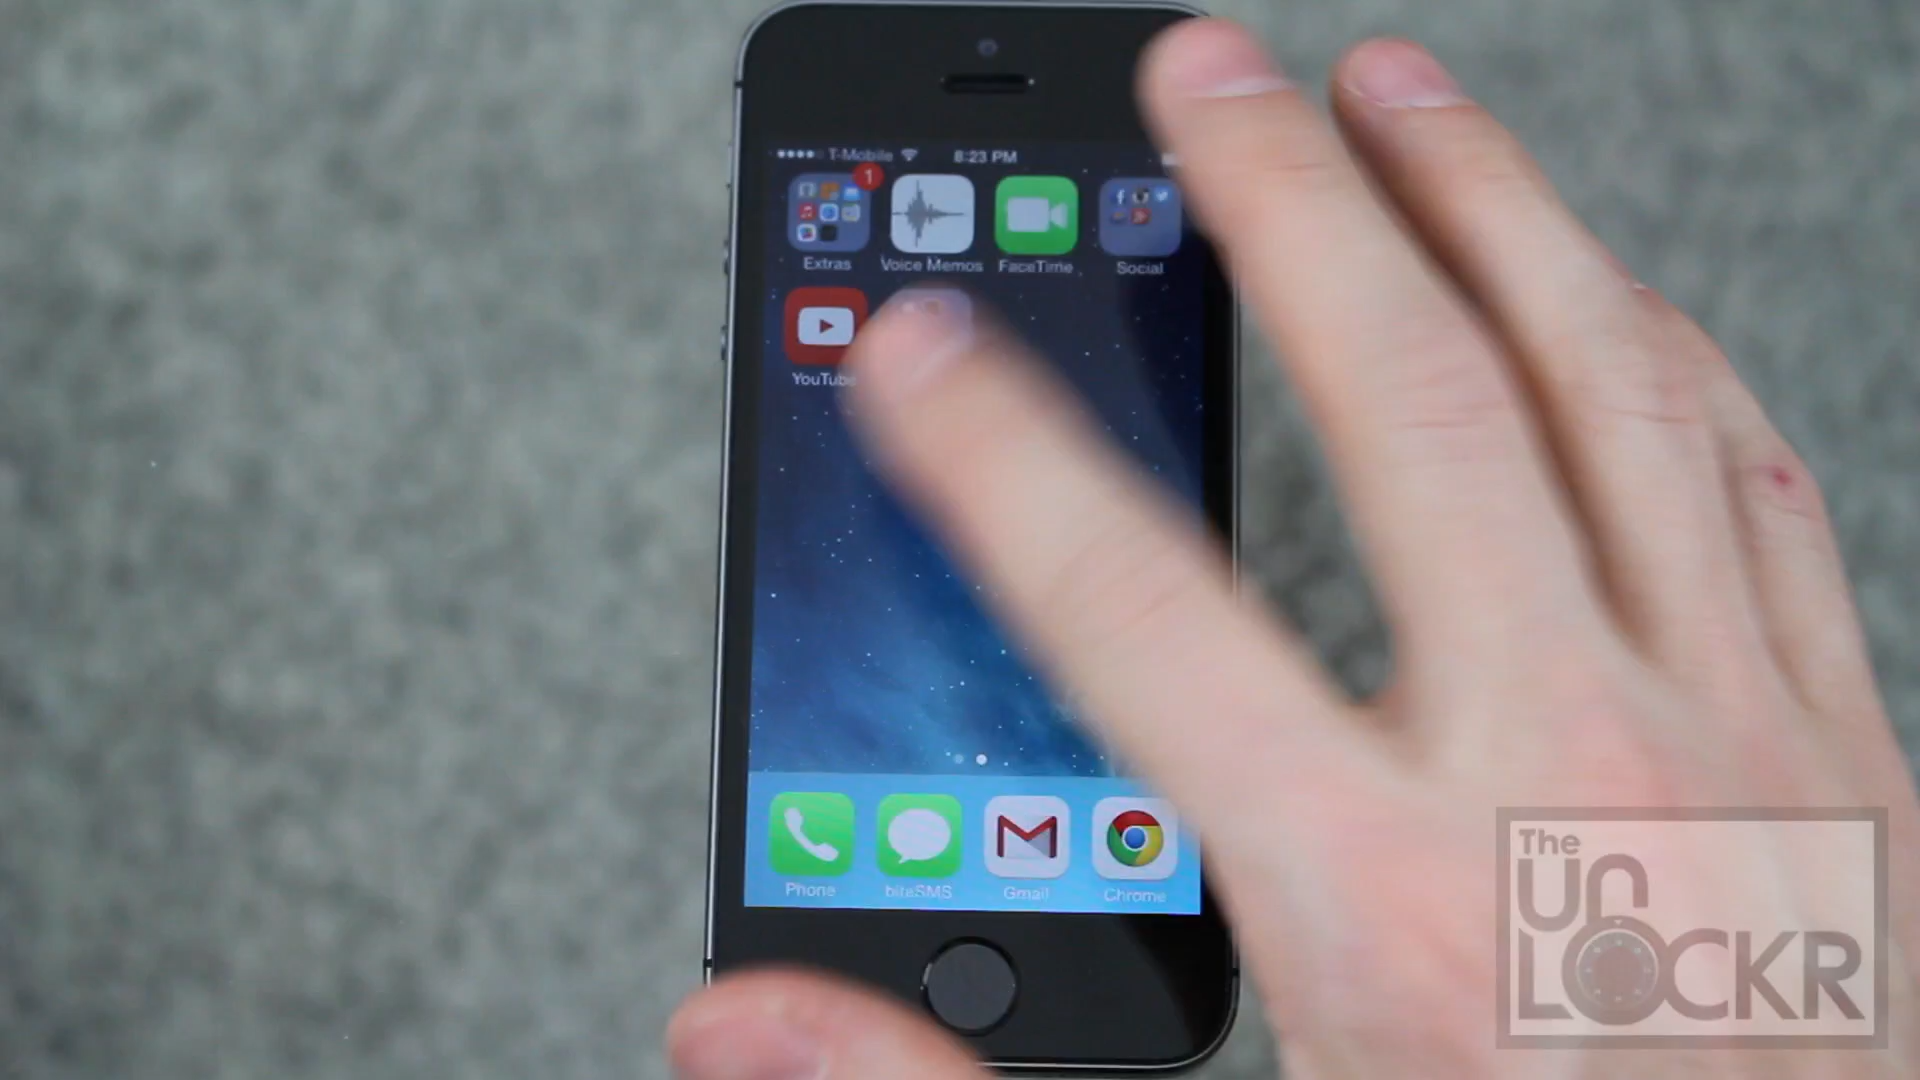 T-Mobile 8:23 PM
1
Extras Voice Memos FaceTime Social
YouTube
Phone biteSMS Gmail Chrome
The
UN
LOCKR